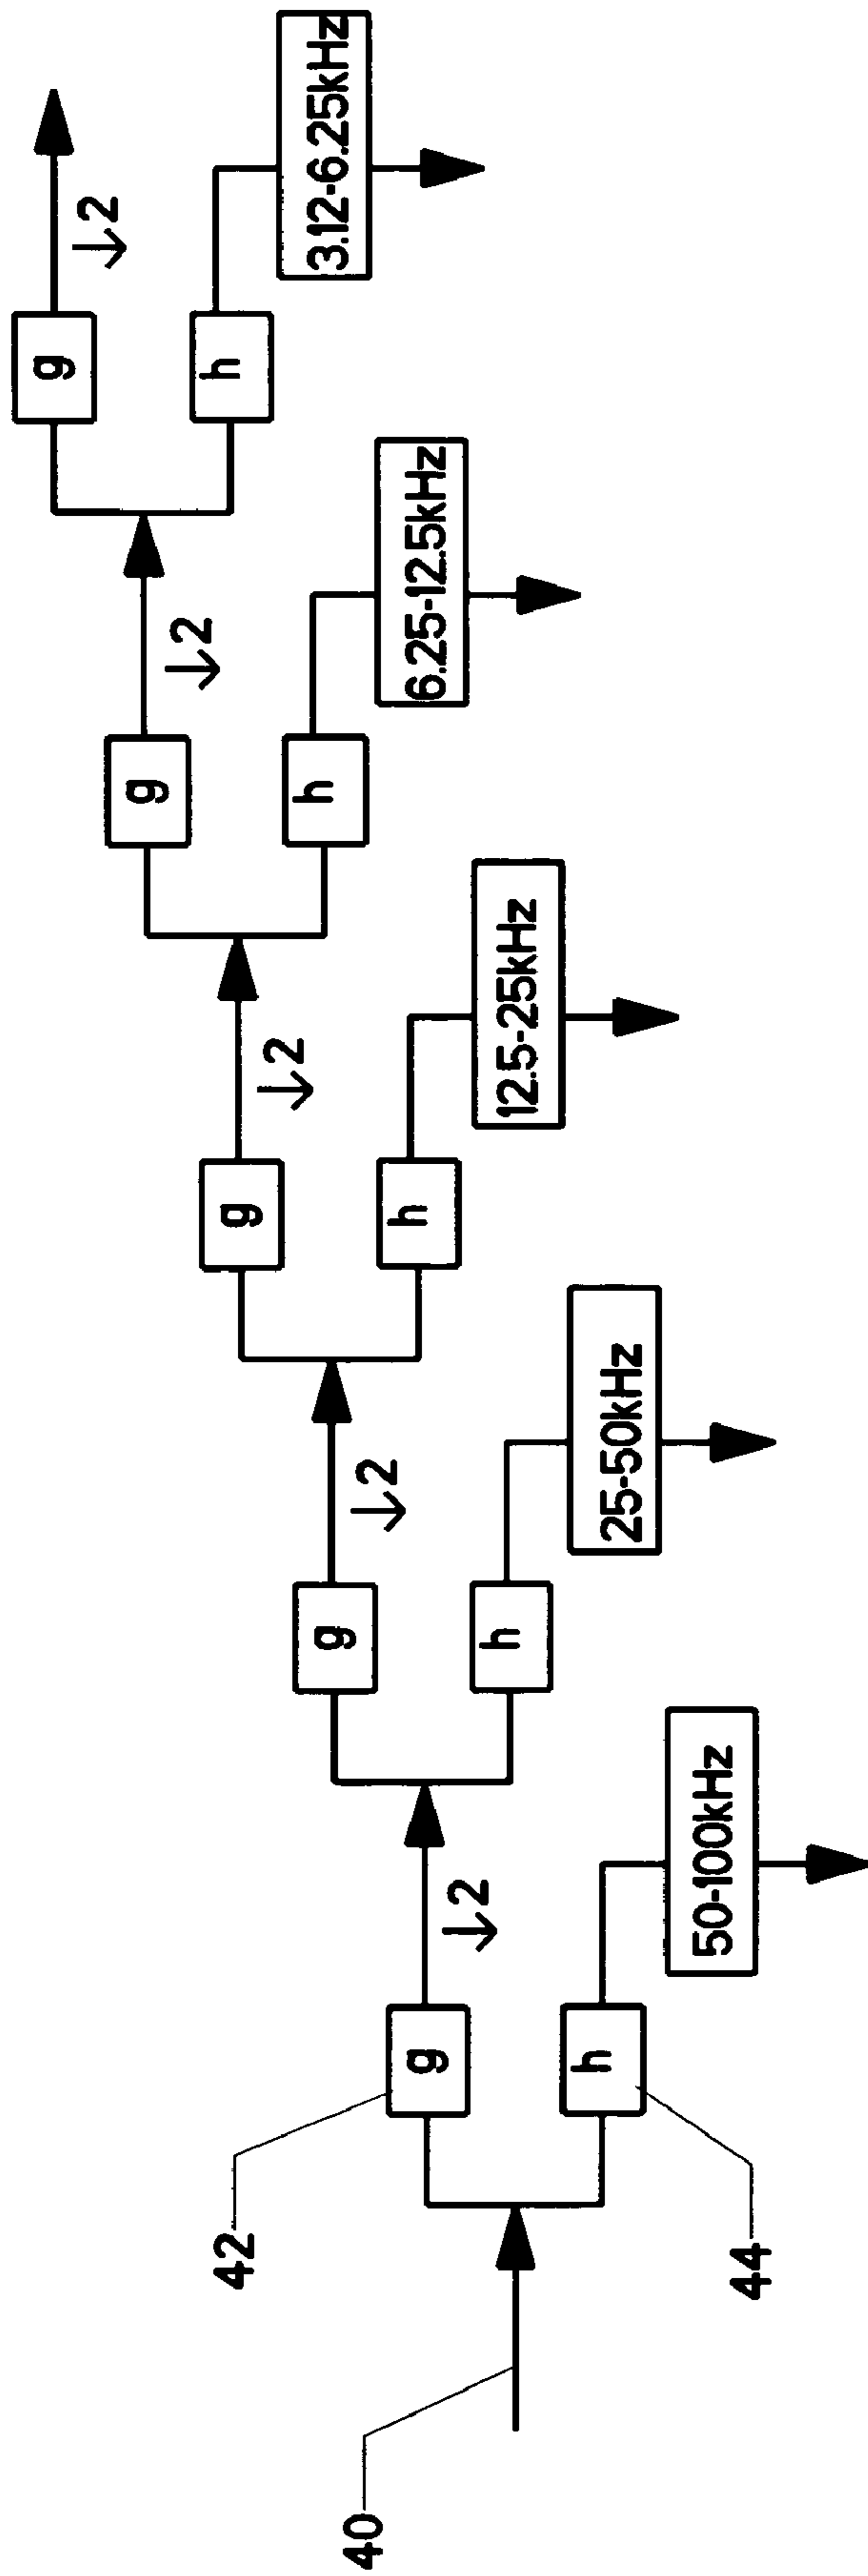 40
42
44
g
h
↓2
50-100kHz
g
h
↓2
25-50kHz
g
h
↓2
12.5-25kHz
g
h
↓2
6.25-12.5kHz
g
h
↓2
3.12-6.25kHz